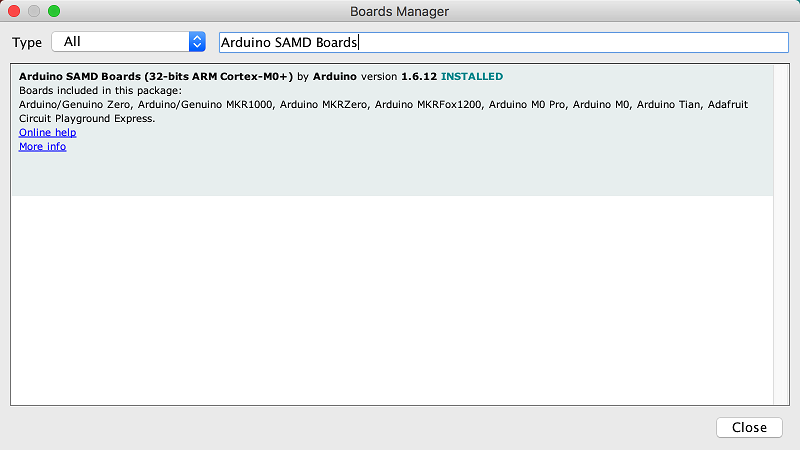 Boards Manager
Type All Arduino SAMD Boards
Arduino SAMD Boards (32-bits ARM Cortex-M0+) by Arduino version 1.6.12 INSTALLED
Boards included in this package:
Arduino/Genuino Zero, Arduino/Genuino MKR1000, Arduino MKRZero, Arduino MKRFox1200, Arduino M0 Pro, Arduino M0, Arduino Tian, Adafruit
Circuit Playground Express.
Online help
More info
Close